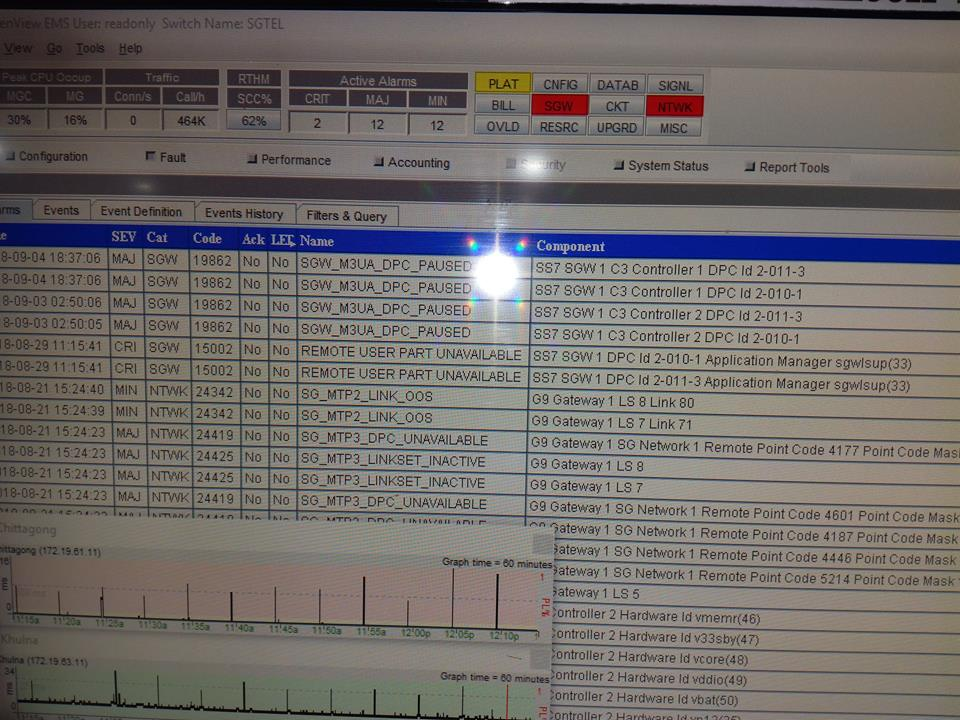 enView EMS User: readonly Switch Name: SGTEL
View Go Tools Help
Peak CPU Occup Traffic RTHM Active Alarms PLAT CNFIG DATAB SIGNL
MGC MG Conn/s Call/h SCC% CRIT MAJ MIN BILL SGW CKT NTWK
30% 16% 0 464K 62% 2 12 12 OVLD RESRC UPGRD MISC
Configuration Fault Performance Accounting Security System Status Report Tools
rms Events Event Definition Events History Filters & Query
e SEV Cat Code Ack Name Component
8-09-04 18:37:06 MAJ SGW 19862 No No SGW_M3UA_DPC_PAUSED SS7 SGW 1 C3 Controller 1 DPC Id 2-011-3
8-09-04 18:37:06 MAJ SGW 19862 No No SGW_M3UA_DPC_PAUSED SS7 SGW 1 C3 Controller 1 DPC Id 2-010-1
8-09-03 02:50:06 MAJ SGW 19862 No No SGW_M3UA_DPC_PAUSED SS7 SGW 1 C3 Controller 2 DPC Id 2-011-3
8-09-03 02:50:05 MAJ SGW 19862 No No SGW_M3UA_DPC_PAUSED SS7 SGW 1 C3 Controller 2 DPC Id 2-010-1
8-08-29 11:15:41 CRI SGW 15002 No No REMOTE USER PART UNAVAILABLE SS7 SGW 1 DPC Id 2-010-1 Application Manager sgwlsup(33)
8-08-29 11:15:41 CRI SGW 15002 No No REMOTE USER PART UNAVAILABLE SS7 SGW 1 DPC Id 2-011-3 Application Manager sgwlsup(33)
18-08-21 15:24:40 MIN NTWK 24342 No No SG_MTP2_LINK_OOS G9 Gateway 1 LS 8 Link 80
18-08-21 15:24:39 MIN NTWK 24342 No No SG_MTP2_LINK_OOS G9 Gateway 1 LS 7 Link 71
18-08-21 15:24:23 MAJ NTWK 24419 No No SG_MTP3_DPC_UNAVAILABLE G9 Gateway 1 SG Network 1 Remote Point Code 4177 Point Code Mask
18-08-21 15:24:23 MAJ NTWK 24425 No No SG_MTP3_LINKSET_INACTIVE G9 Gateway 1 LS 8
018-08-21 15:24:23 MAJ NTWK 24425 No No SG_MTP3_LINKSET_INACTIVE G9 Gateway 1 LS 7
018-08-21 15:24:23 MAJ NTWK 24419 No No SG_MTP3_DPC_UNAVAILABLE G9 Gateway 1 SG Network 1 Remote Point Code 4601 Point Code Mask
Gateway 1 SG Network 1 Remote Point Code 4187 Point Code Mask
Gateway 1 SG Network 1 Remote Point Code 4446 Point Code Mask
Gateway 1 SG Network 1 Remote Point Code 5214 Point Code Mask
Gateway 1 LS 5
Controller 2 Hardware Id vmemr(46)
Controller 2 Hardware Id v33sby(47)
Controller 2 Hardware Id vcore(48)
Controller 2 Hardware Id vddio(49)
Controller 2 Hardware Id vbat(50)
Chittagong
hittagong (172.19.61.11) Graph time = 60 minutes
16
ms
0
PL%
11:15a 11:20a 11:25a 11:30a 11:35a 11:40a 11:45a 11:50a 11:55a 12:00p 12:05p 12:10p
Khulna
Khulna (172.19.63.11) Graph time = 60 minutes
24
ms
0